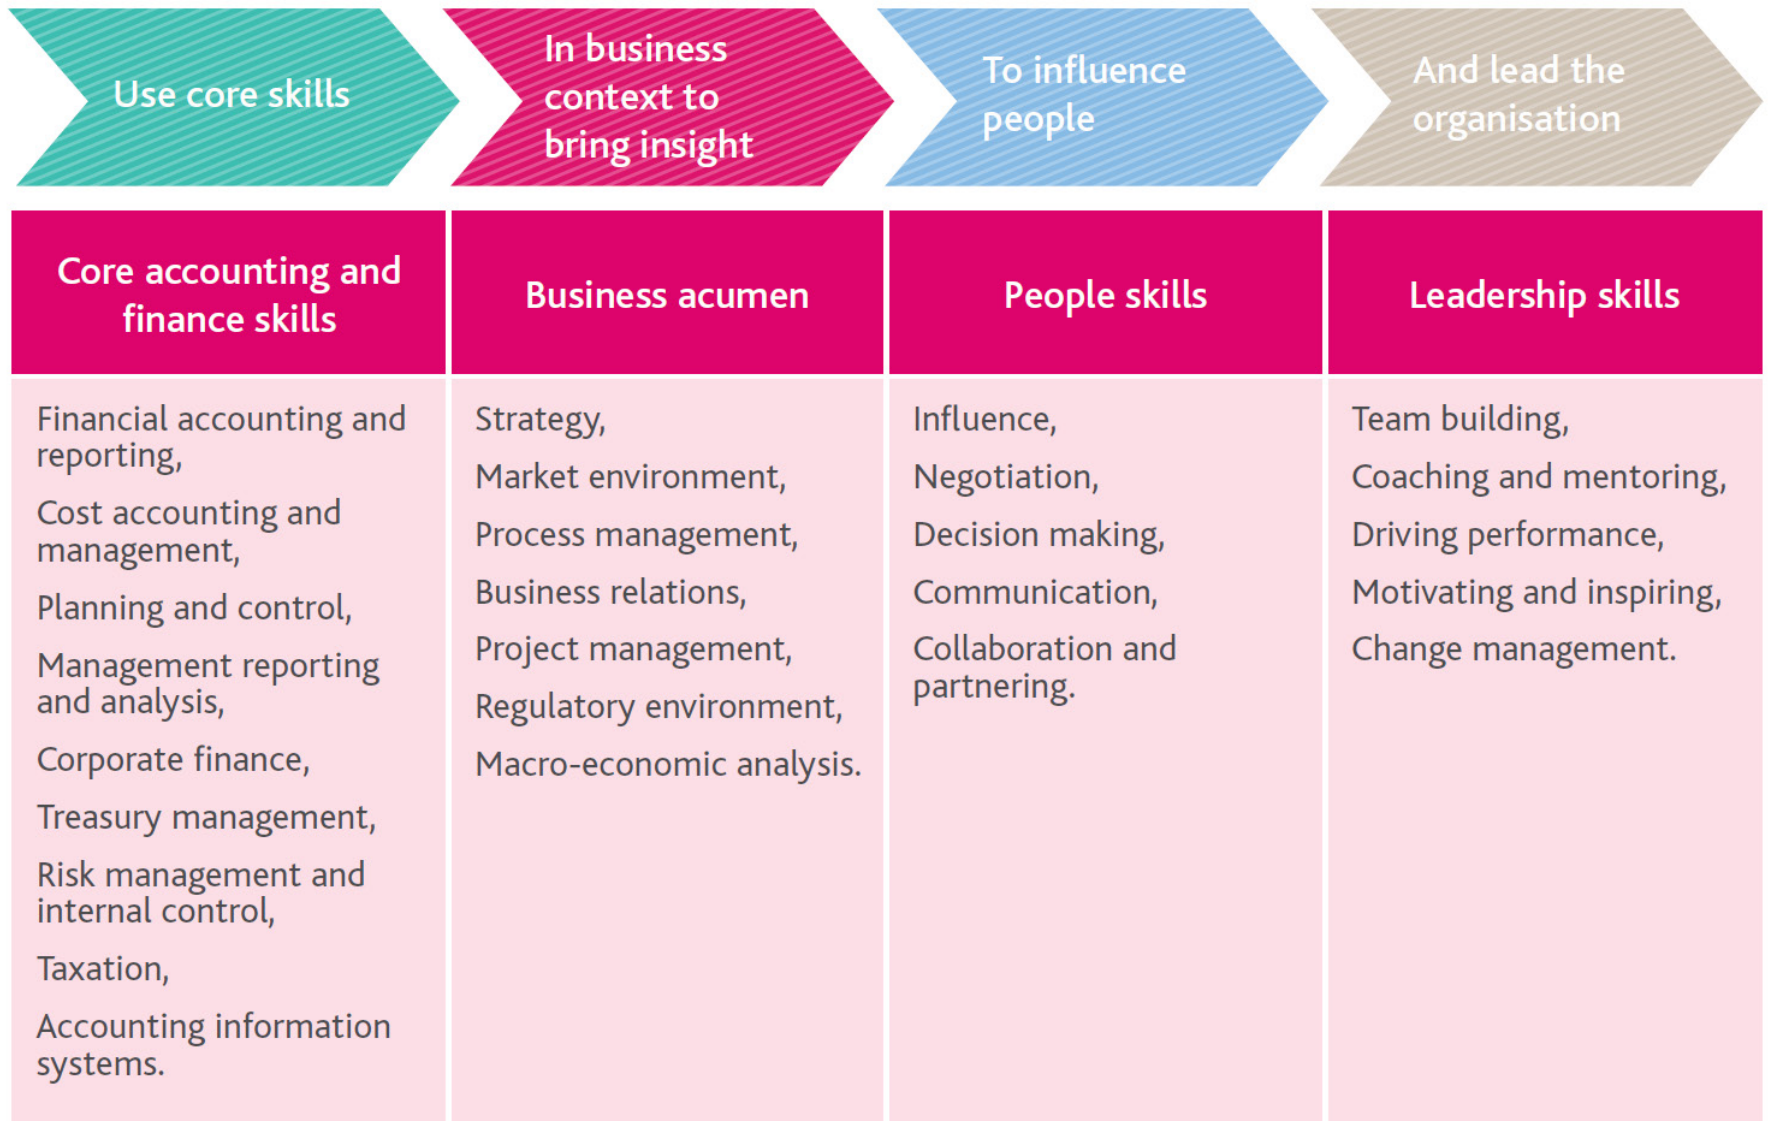 Use core skills
In business
context to
bring insight
To influence
people
And lead the
organisation
Core accounting and
finance skills
Business acumen
People skills
Leadership skills
Financial accounting and
reporting,
Cost accounting and
management,
Planning and control,
Management reporting
and analysis,
Corporate finance,
Treasury management,
Risk management and
internal control,
Taxation,
Accounting information
systems.
Strategy,
Market environment,
Process management,
Business relations,
Project management,
Regulatory environment,
Macro-economic analysis.
Influence,
Negotiation,
Decision making,
Communication,
Collaboration and
partnering.
Team building,
Coaching and mentoring,
Driving performance,
Motivating and inspiring,
Change management.